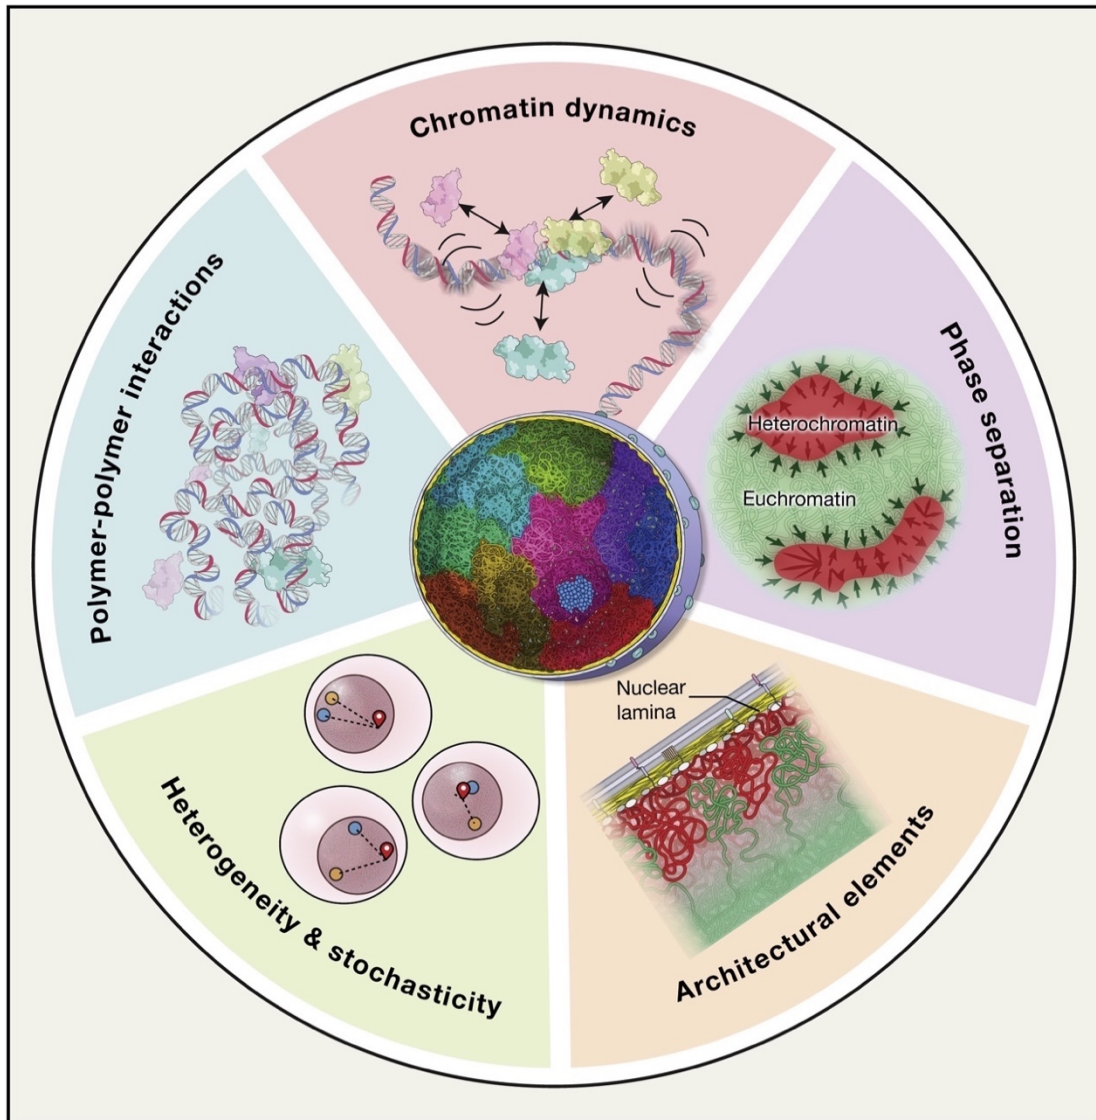 Chromatin dynamics
Phase separation
Heterochromatin
Euchromatin
Nuclear
lamina
Architectural elements
Heterogeneity & stochasticity
Polymer-polymer interactions